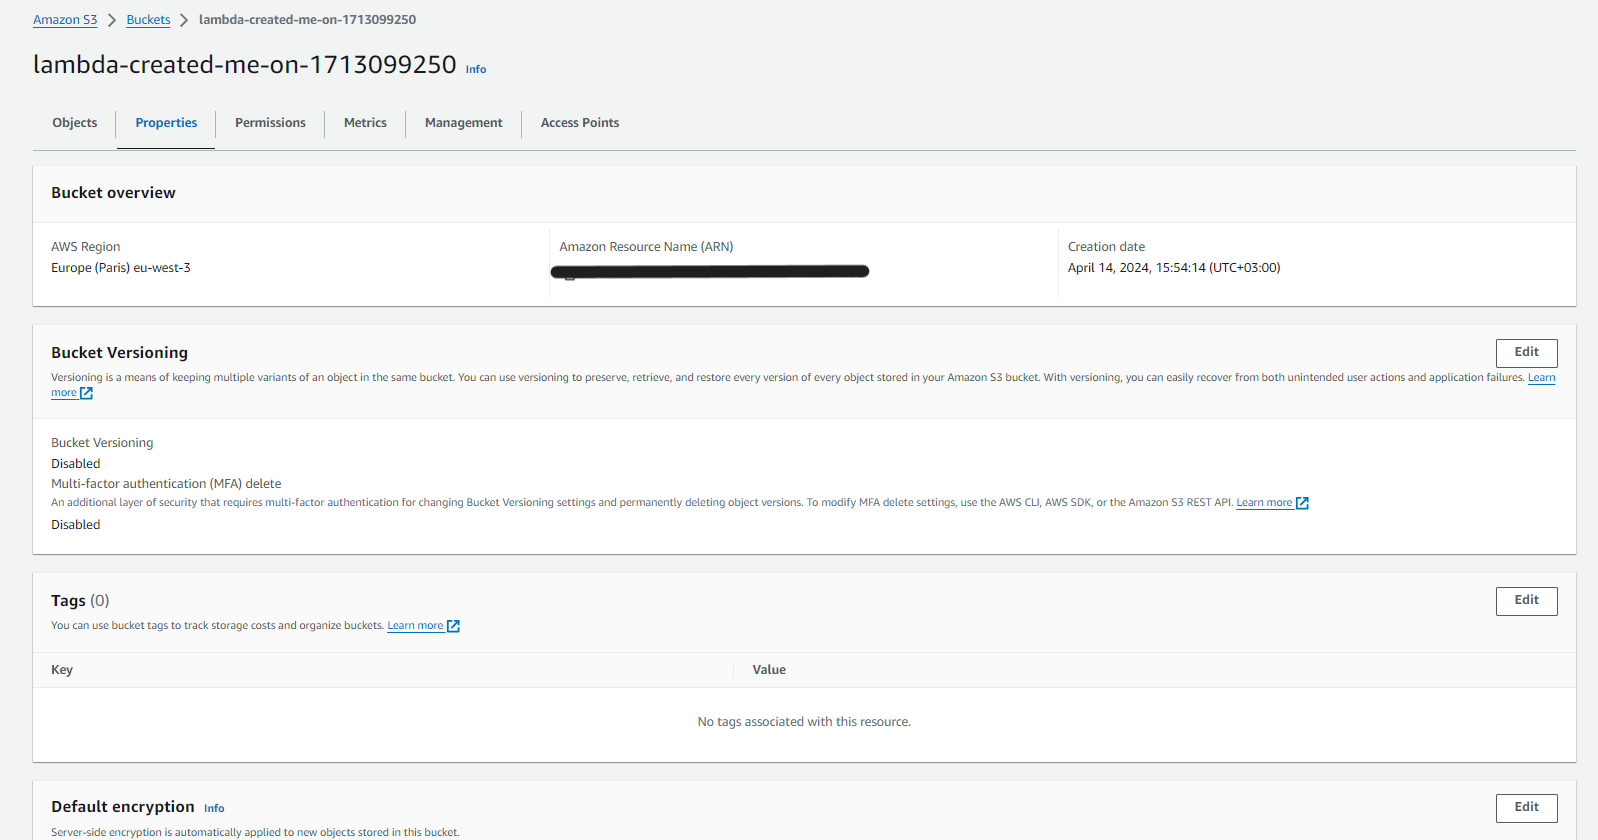 Amazon S3 > Buckets > lambda-created-me-on-1713099250
lambda-created-me-on-1713099250 Info
Objects Properties Permissions Metrics Management Access Points
Bucket overview
AWS Region
Europe (Paris) eu-west-3
Amazon Resource Name (ARN)
Creation date
April 14, 2024, 15:54:14 (UTC+03:00)
Bucket Versioning
Edit
Versioning is a means of keeping multiple variants of an object in the same bucket. You can use versioning to preserve, retrieve, and restore every version of every object stored in your Amazon S3 bucket. With versioning, you can easily recover from both unintended user actions and application failures. Learn
more
Bucket Versioning
Disabled
Multi-factor authentication (MFA) delete
An additional layer of security that requires multi-factor authentication for changing Bucket Versioning settings and permanently deleting object versions. To modify MFA delete settings, use the AWS CLI, AWS SDK, or the Amazon S3 REST API. Learn more
Disabled
Tags (0)
Edit
You can use bucket tags to track storage costs and organize buckets. Learn more
Key Value
No tags associated with this resource.
Default encryption Info
Edit
Server-side encryption is automatically applied to new objects stored in this bucket.